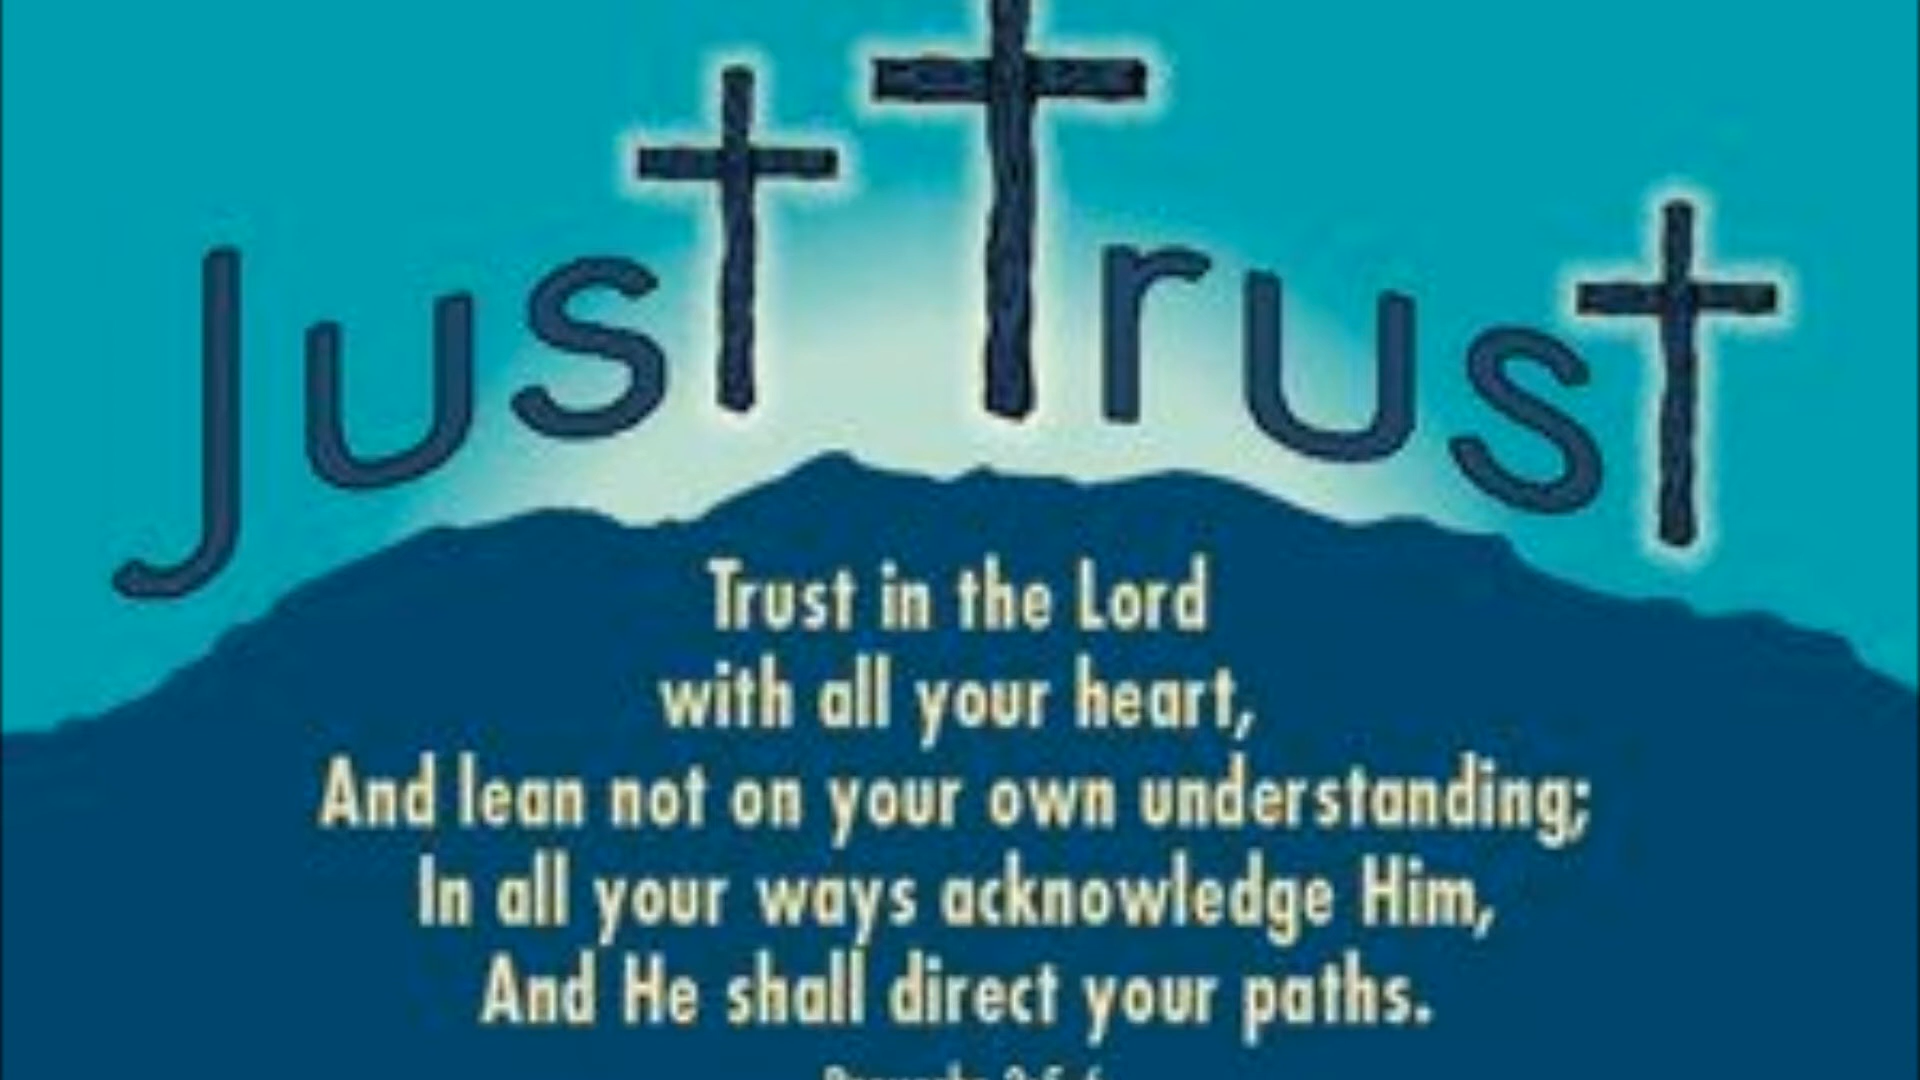 Just Trust
Trust in the Lord
with all your heart,
And lean not on your own understanding;
In all your ways acknowledge Him,
And He shall direct your paths.